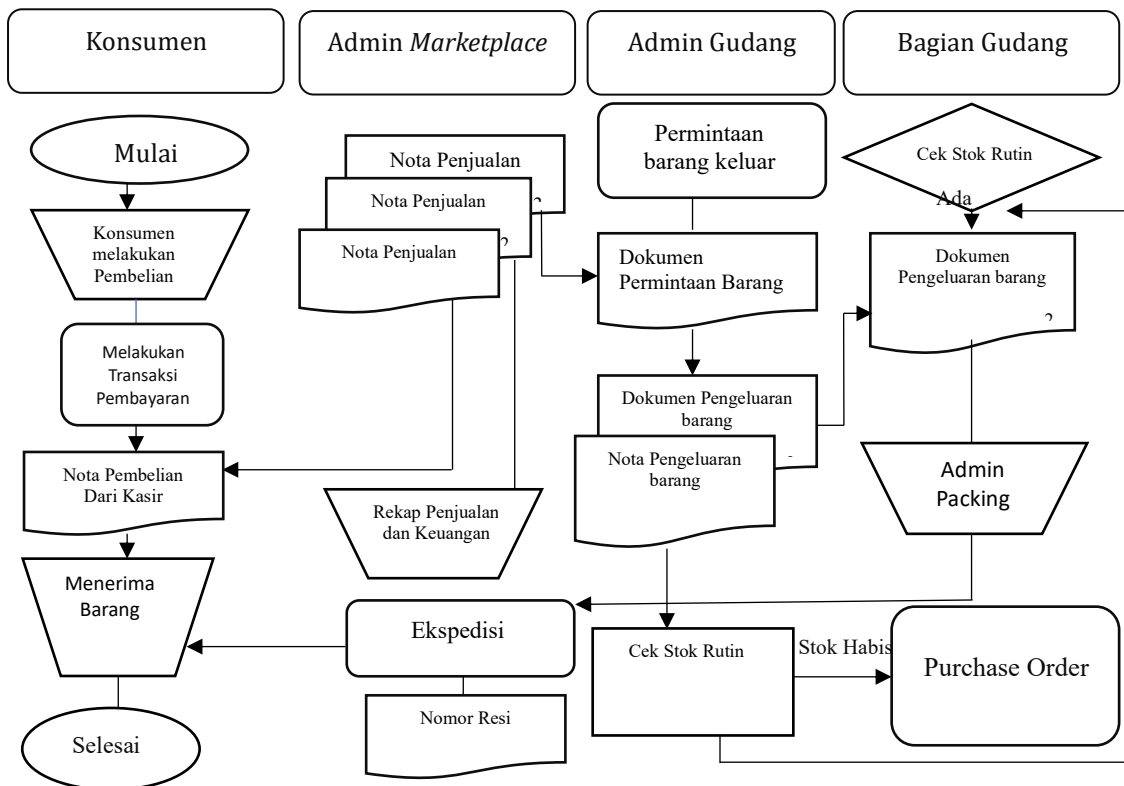 Konsumen
Admin Marketplace
Admin Gudang
Bagian Gudang
Mulai
Konsumen
melakukan
Pembelian
Melakukan
Transaksi
Pembayaran
Nota Pembelian
Dari Kasir
Menerima
Barang
Selesai
Nota Penjualan
Nota Penjualan
Nota Penjualan
Rekap Penjualan
dan Keuangan
Ekspedisi
Nomor Resi
Permintaan
barang keluar
Dokumen
Permintaan Barang
Dokumen Pengeluaran
barang
Nota Pengeluaran
barang
Cek Stok Rutin
Stok Habis
Cek Stok Rutin
Ada
Dokumen
Pengeluaran barang
Admin
Packing
Purchase Order